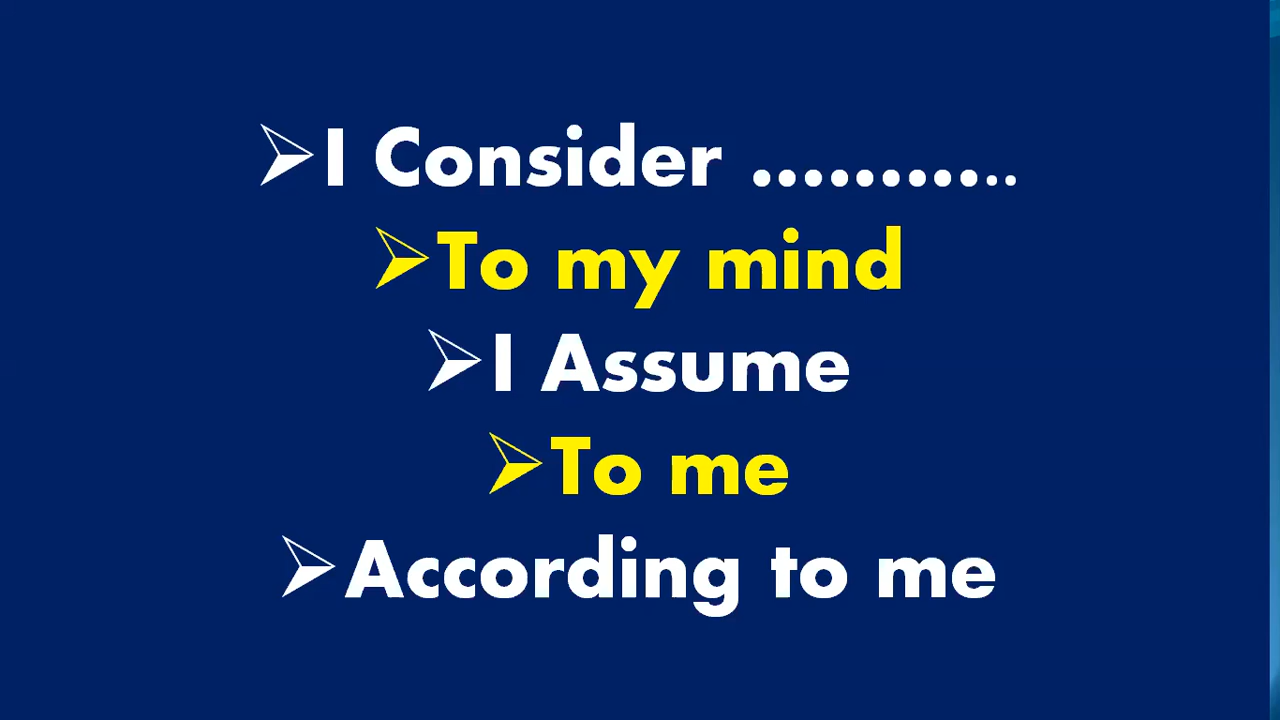 ➢I Consider ............
➢To my mind
➢I Assume
➢To me
➢According to me